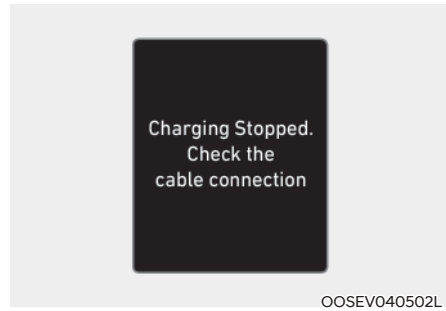 Charging Stopped.
Check the
cable connection
OOSEV040502L